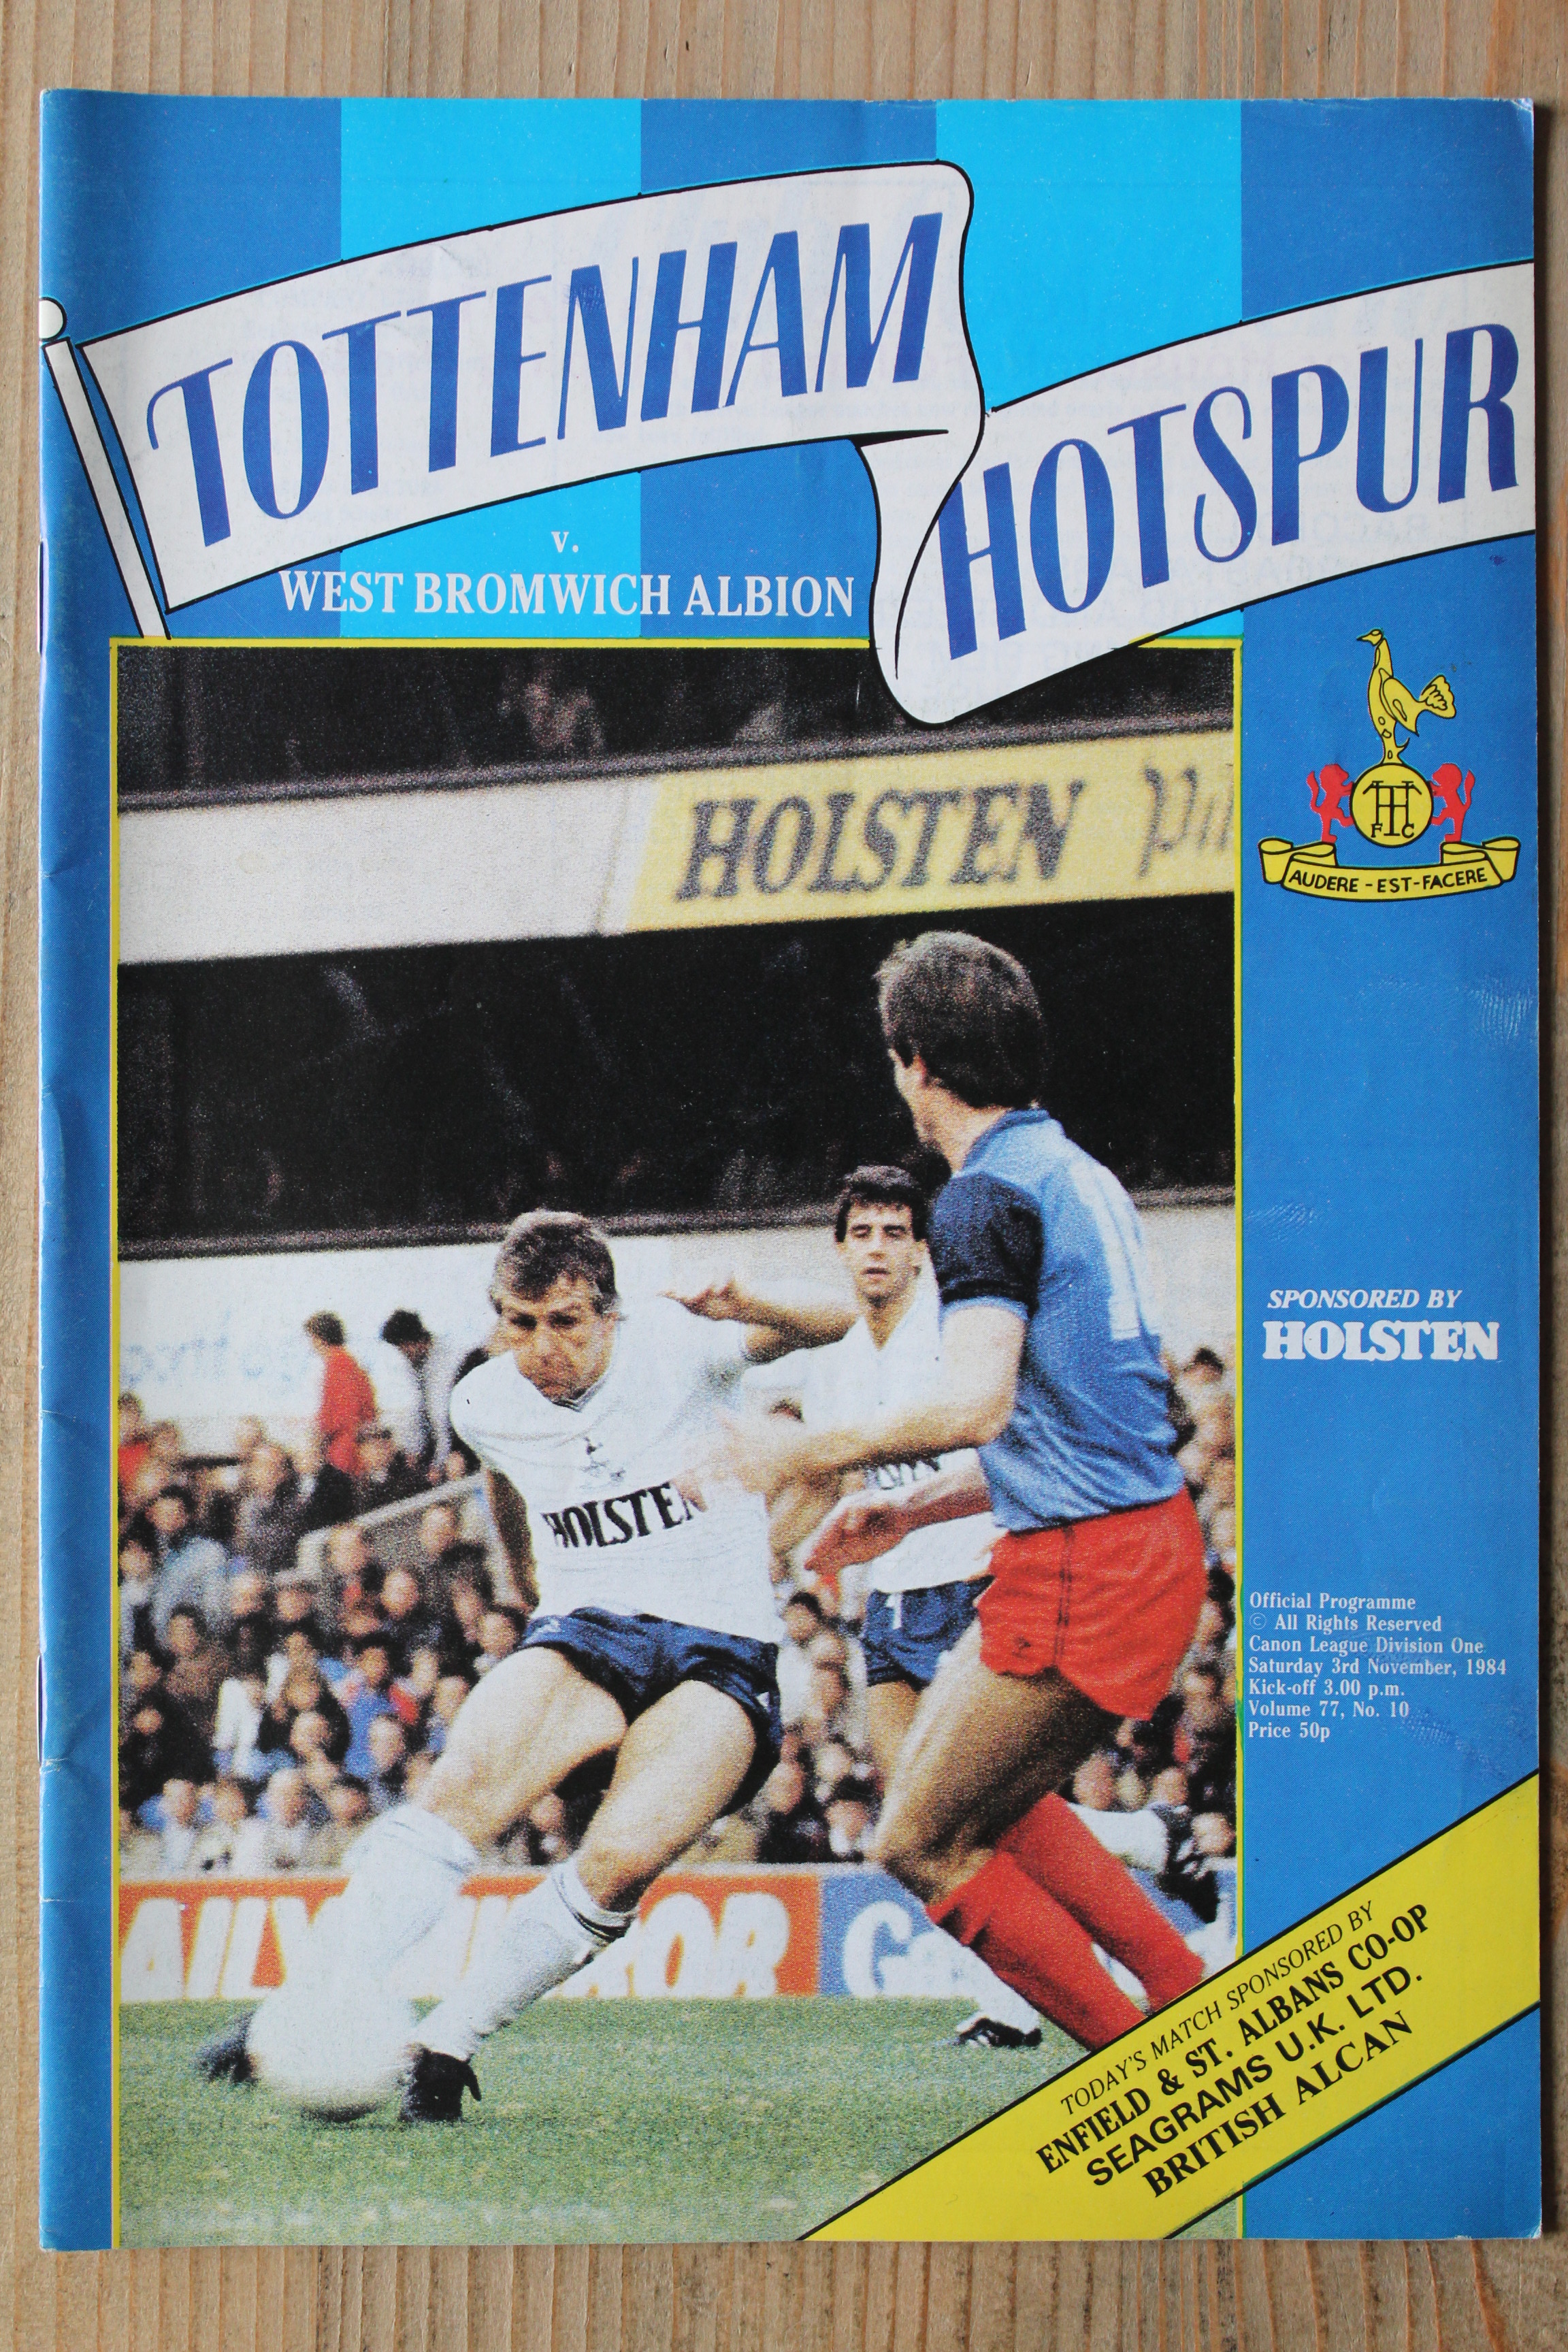 TOTTENHAM
HOTSPUR
v.
WEST BROMWICH ALBION
HOLSTEN
THFC
AUDERE - EST - FACERE
HOLSTEN
SPONSORED BY
HOLSTEN
Official Programme
© All Rights Reserved
Canon League Division One
Saturday 3rd November, 1984
Kick-off 3.00 p.m.
Volume 77, No. 10
Price 50p
TODAY'S MATCH SPONSORED BY
ENFIELD & ST. ALBANS CO-OP
SEAGRAMS U.K. LTD.
BRITISH ALCAN